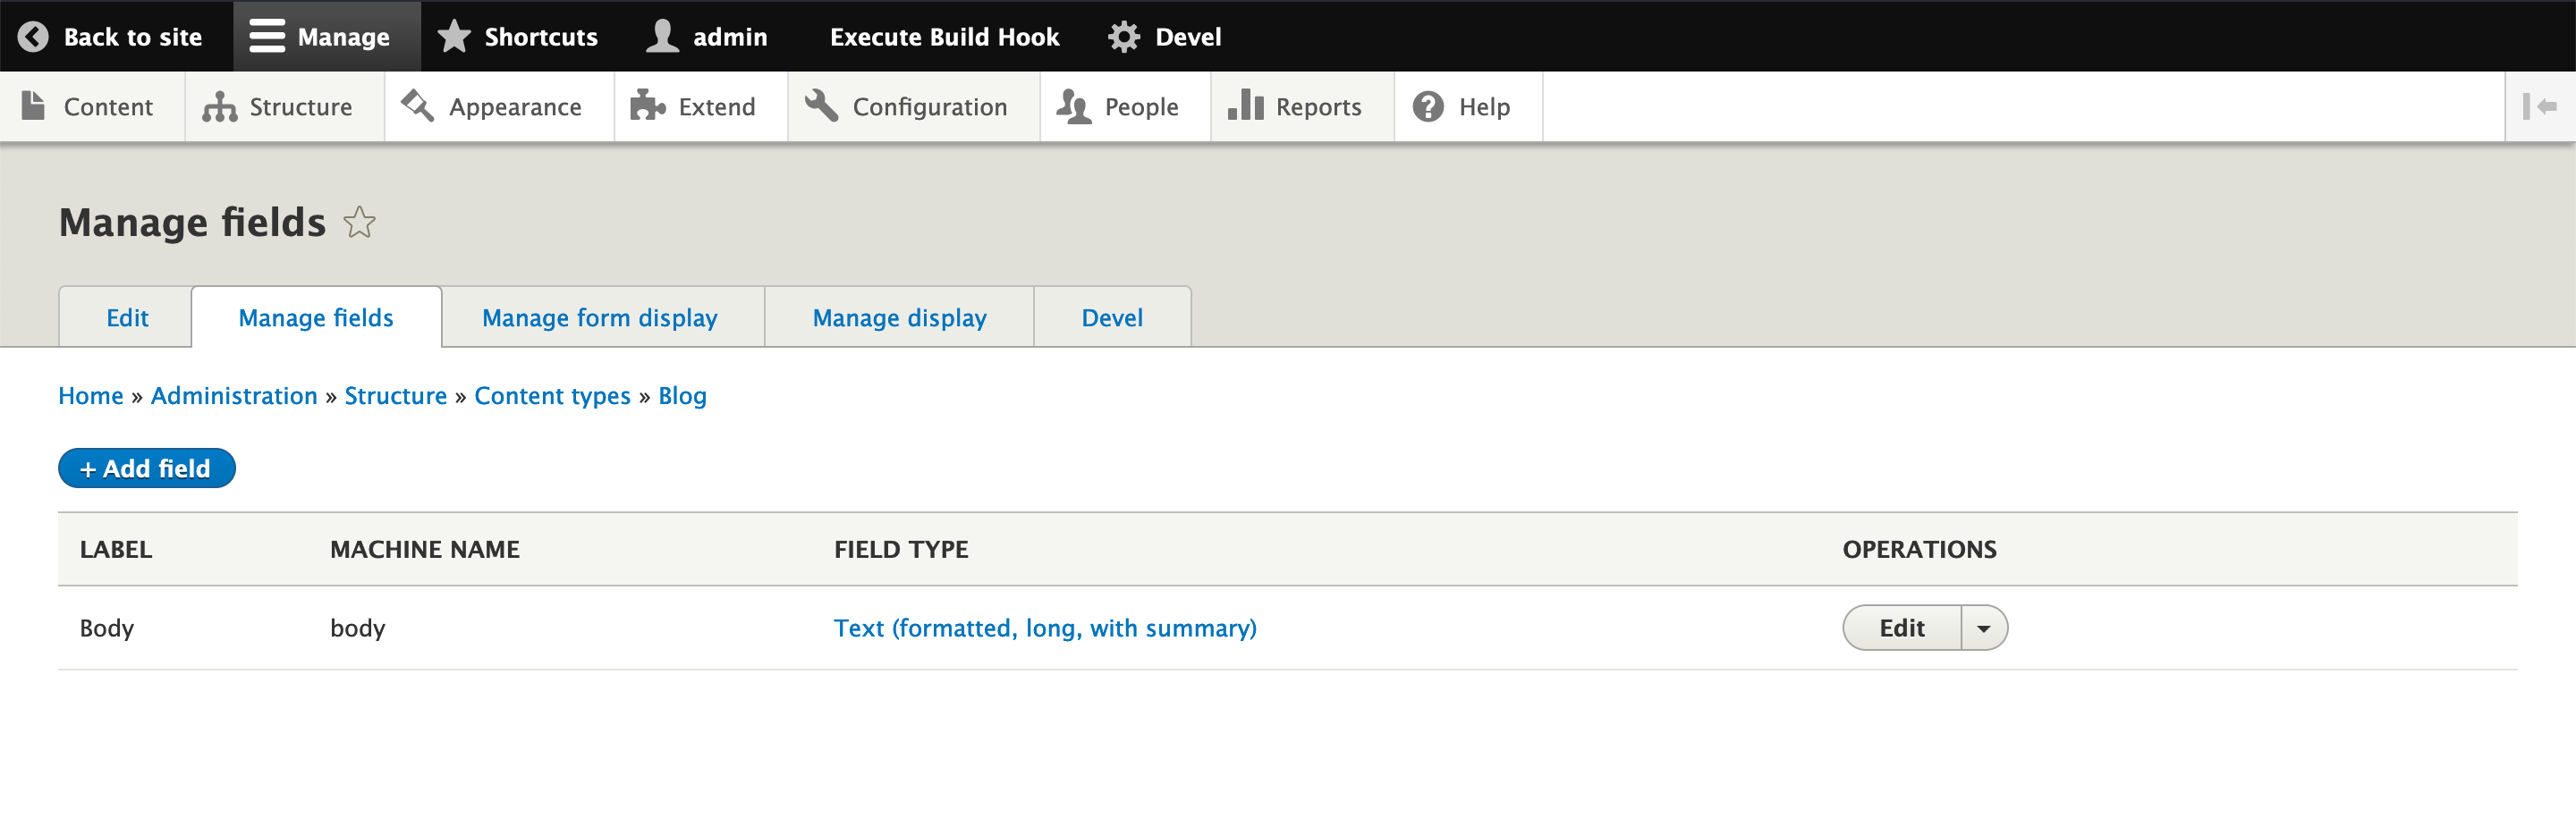 Back to site Manage Shortcuts admin Execute Build Hook Devel
Content Structure Appearance Extend Configuration People Reports Help
Manage fields
Edit Manage fields Manage form display Manage display Devel
Home » Administration » Structure » Content types » Blog
+ Add field
LABEL MACHINE NAME FIELD TYPE OPERATIONS
Body body Text (formatted, long, with summary) Edit